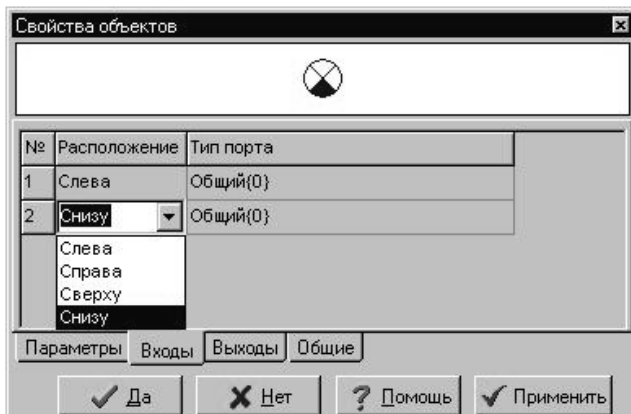 Свойства объектов
№ Расположение Тип порта
1 Слева Общий{0}
2 Снизу Общий{0}
Слева
Справа
Сверху
Снизу
Параметры Входы Выходы Общие
Да Нет Помощь Применить